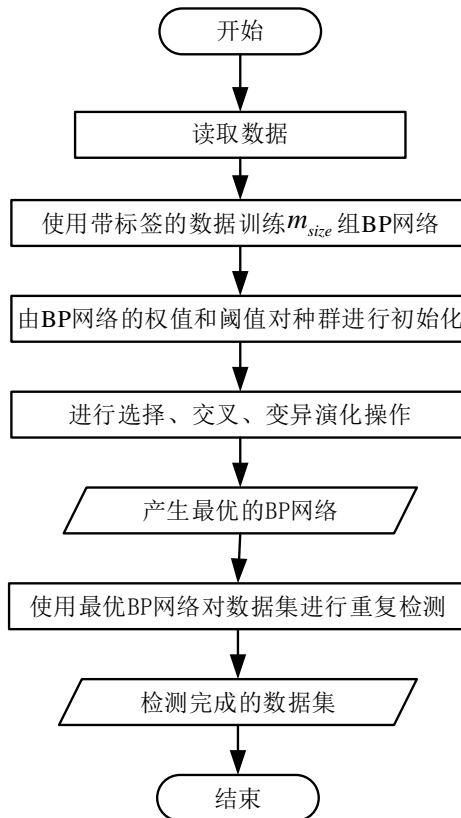 开始
读取数据
使用带标签的数据训练m_size组BP网络
由BP网络的权值和阈值对种群进行初始化
进行选择、交叉、变异演化操作
产生最优的BP网络
使用最优BP网络对数据集进行重复检测
检测完成的数据集
结束